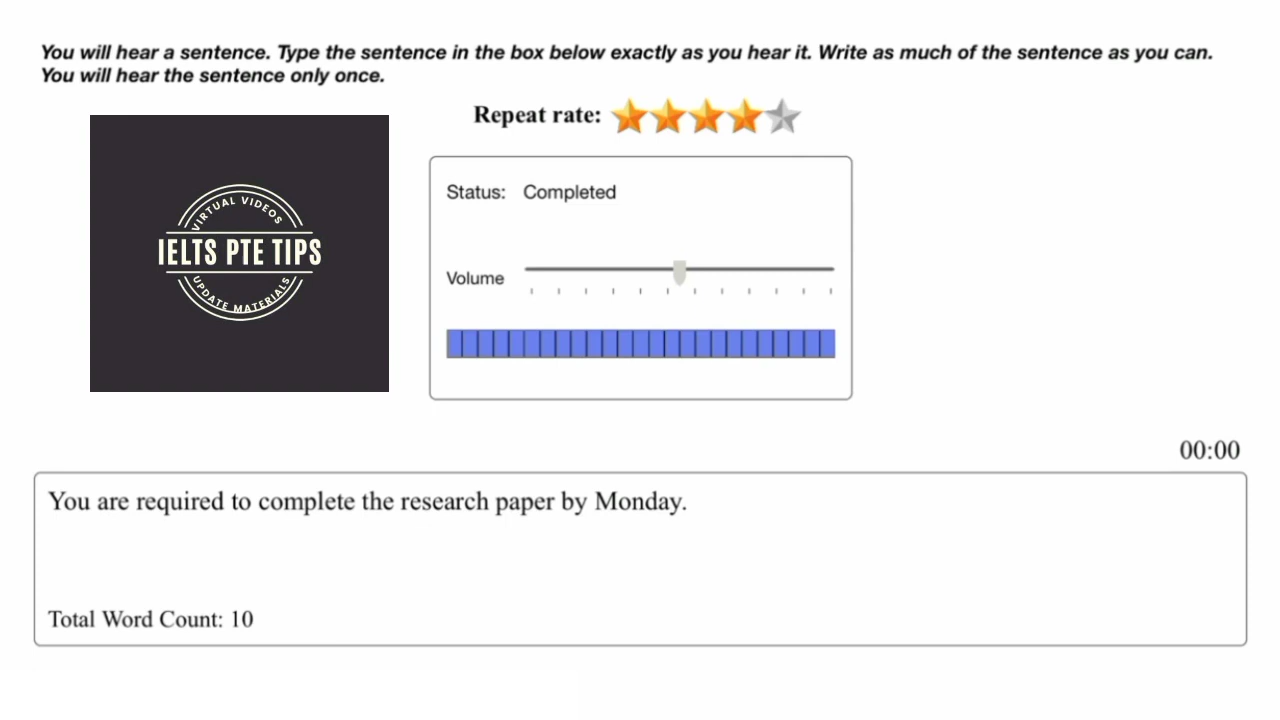 You will hear a sentence. Type the sentence in the box below exactly as you hear it. Write as much of the sentence as you can.
You will hear the sentence only once.
Repeat rate:
VIRTUAL VIDEOS
IELTS PTE TIPS
UPDATE MATERIALS
Status: Completed
Volume
00:00
You are required to complete the research paper by Monday.
Total Word Count: 10